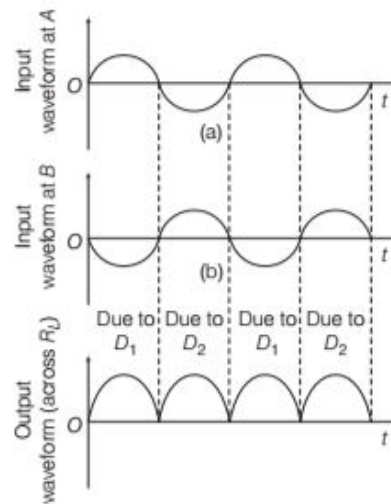 Input
waveform at A
O
t
(a)
Input
waveform at B
O
t
(b)
Due to
D1
Due to
D2
Due to
D1
Due to
D2
Output
waveform (across RL)
O
t